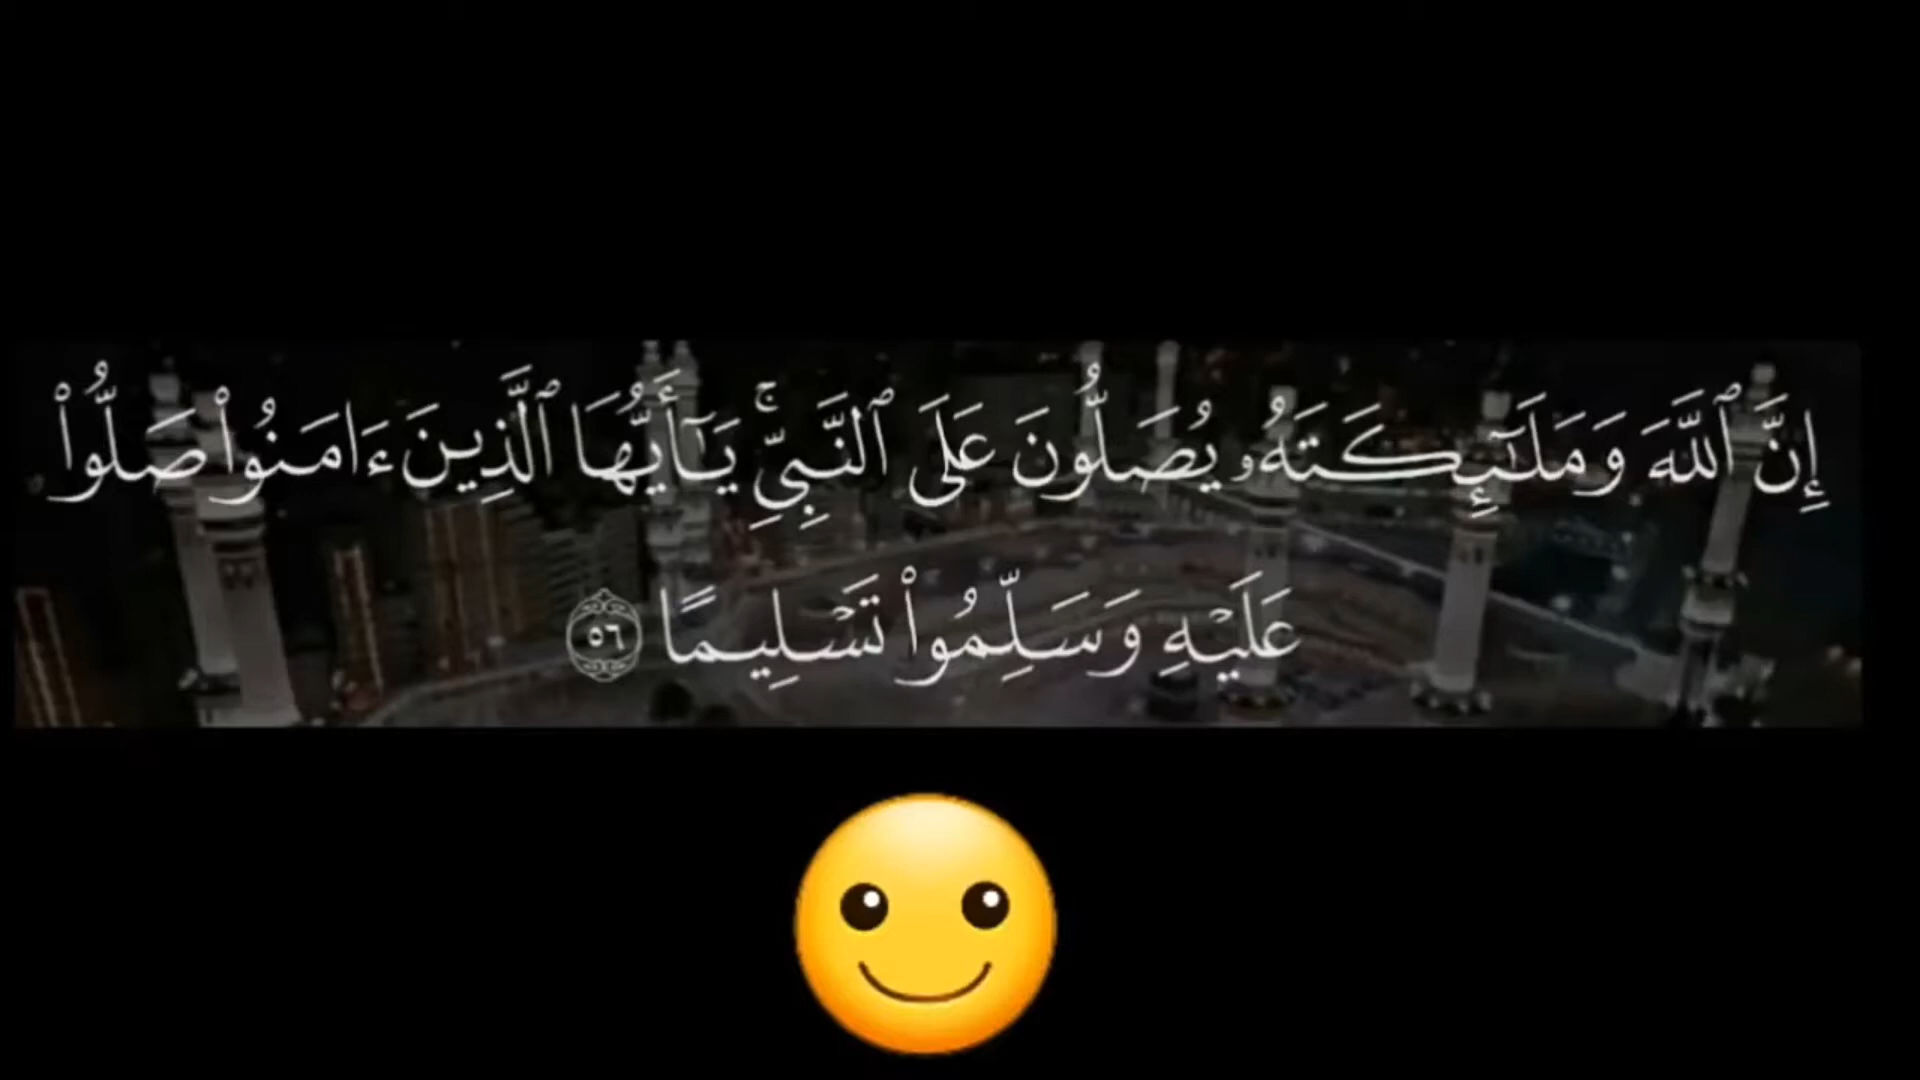 إِنَّ ٱللَّهَ وَمَلَـٰٓئِكَتَهُۥ يُصَلُّونَ عَلَى ٱلنَّبِىِّۚ يَـٰٓأَيُّهَا ٱلَّذِينَ ءَامَنُوا۟ صَلُّوا۟
عَلَيْهِ وَسَلِّمُوا۟ تَسْلِيمًا ٥٦